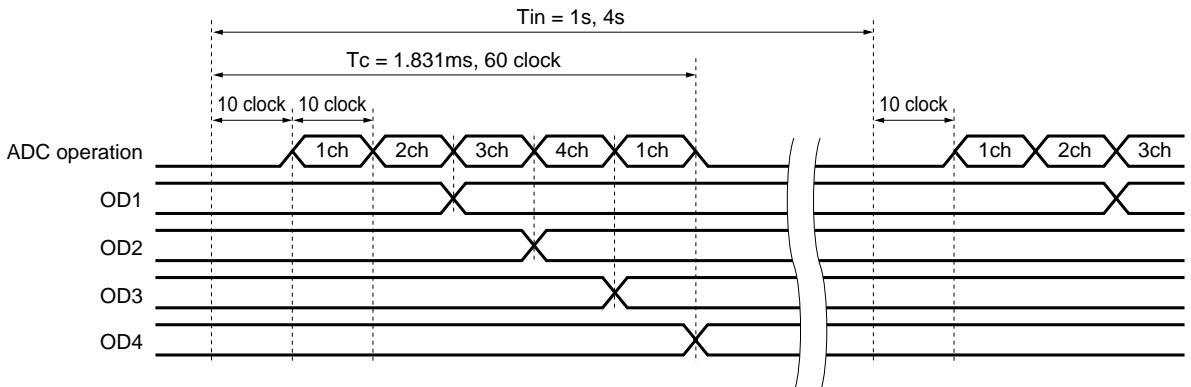 Tin = 1s, 4s
Tc = 1.831ms, 60 clock
10 clock 10 clock 10 clock
ADC operation 1ch 2ch 3ch 4ch 1ch 1ch 2ch 3ch
OD1
OD2
OD3
OD4